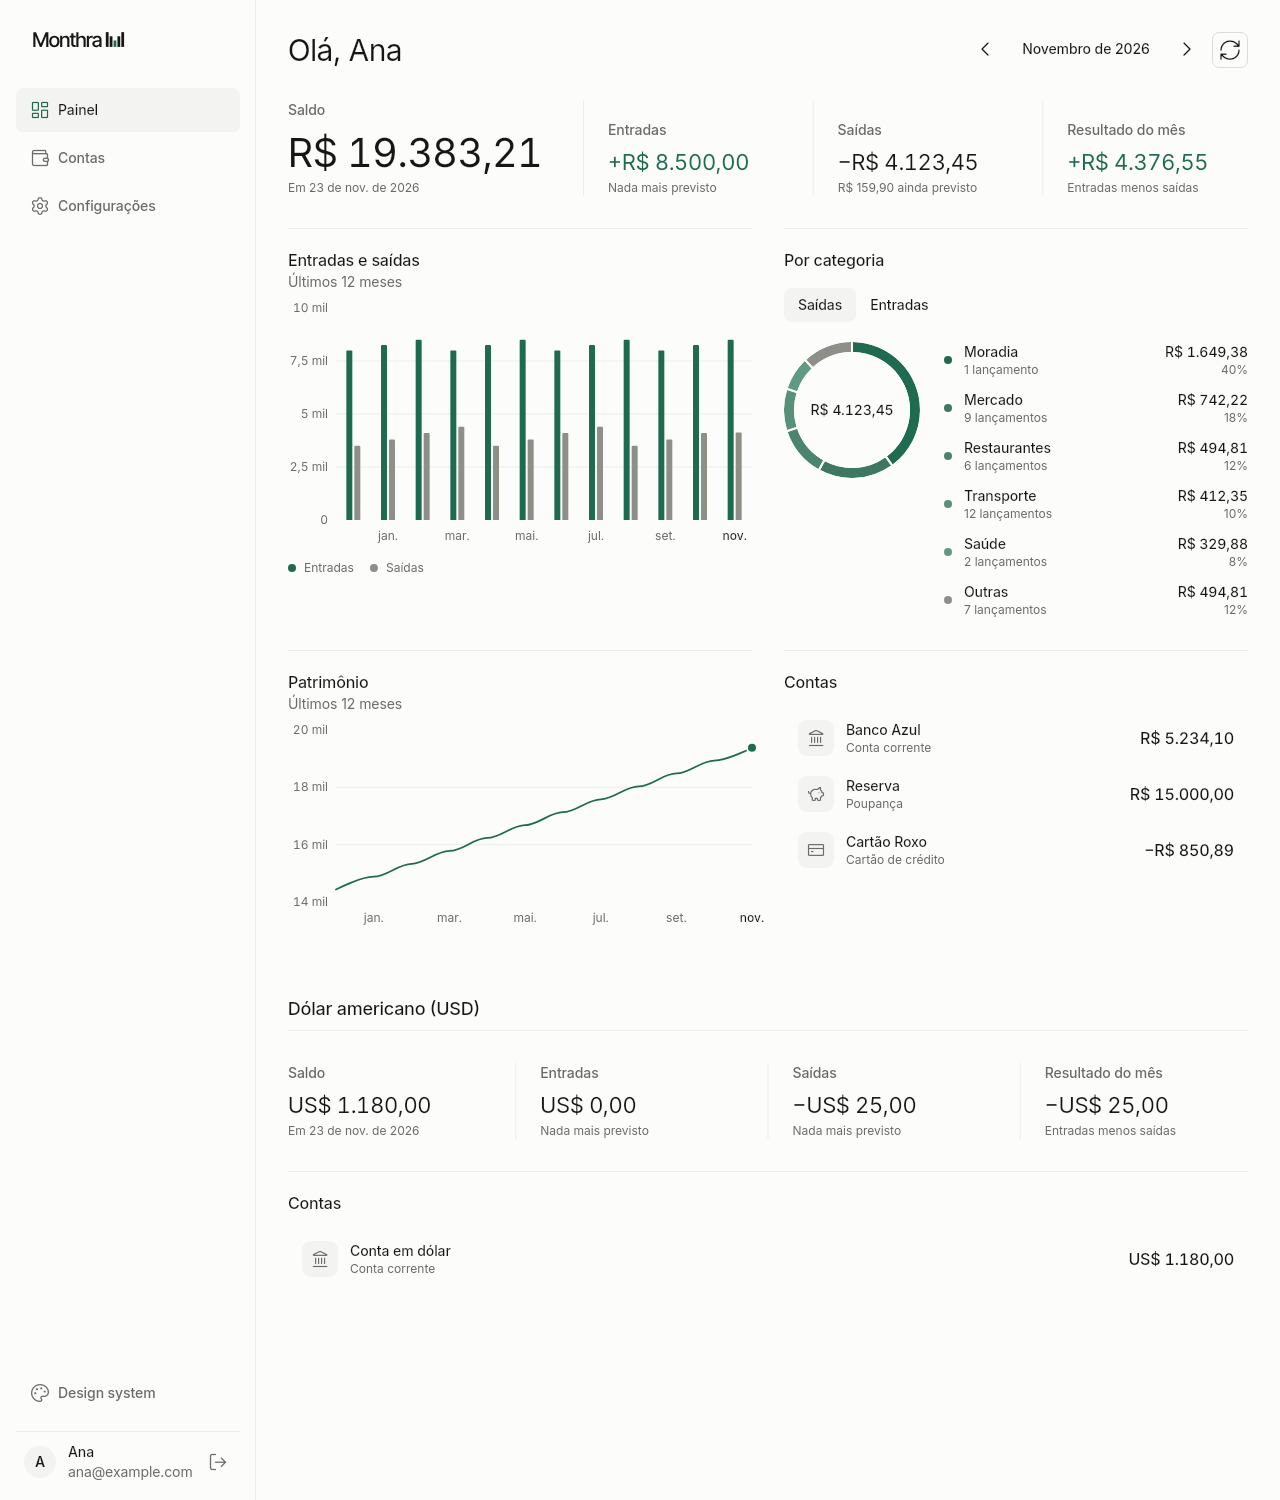 Monthra
Painel
Contas
Configurações
Design system
A
Ana
ana@example.com
Olá, Ana
Novembro de 2026
Saldo
R$ 19.383,21
Em 23 de nov. de 2026
Entradas
+R$ 8.500,00
Nada mais previsto
Saídas
−R$ 4.123,45
R$ 159,90 ainda previsto
Resultado do mês
+R$ 4.376,55
Entradas menos saídas
Entradas e saídas
Últimos 12 meses
10 mil
7,5 mil
5 mil
2,5 mil
0
jan. mar. mai. jul. set. nov.
Entradas Saídas
Por categoria
Saídas Entradas
R$ 4.123,45
Moradia R$ 1.649,38
1 lançamento 40%
Mercado R$ 742,22
9 lançamentos 18%
Restaurantes R$ 494,81
6 lançamentos 12%
Transporte R$ 412,35
12 lançamentos 10%
Saúde R$ 329,88
2 lançamentos 8%
Outras R$ 494,81
7 lançamentos 12%
Patrimônio
Últimos 12 meses
20 mil
18 mil
16 mil
14 mil
jan. mar. mai. jul. set. nov.
Contas
Banco Azul
Conta corrente
R$ 5.234,10
Reserva
Poupança
R$ 15.000,00
Cartão Roxo
Cartão de crédito
−R$ 850,89
Dólar americano (USD)
Saldo
US$ 1.180,00
Em 23 de nov. de 2026
Entradas
US$ 0,00
Nada mais previsto
Saídas
−US$ 25,00
Nada mais previsto
Resultado do mês
−US$ 25,00
Entradas menos saídas
Contas
Conta em dólar
Conta corrente
US$ 1.180,00